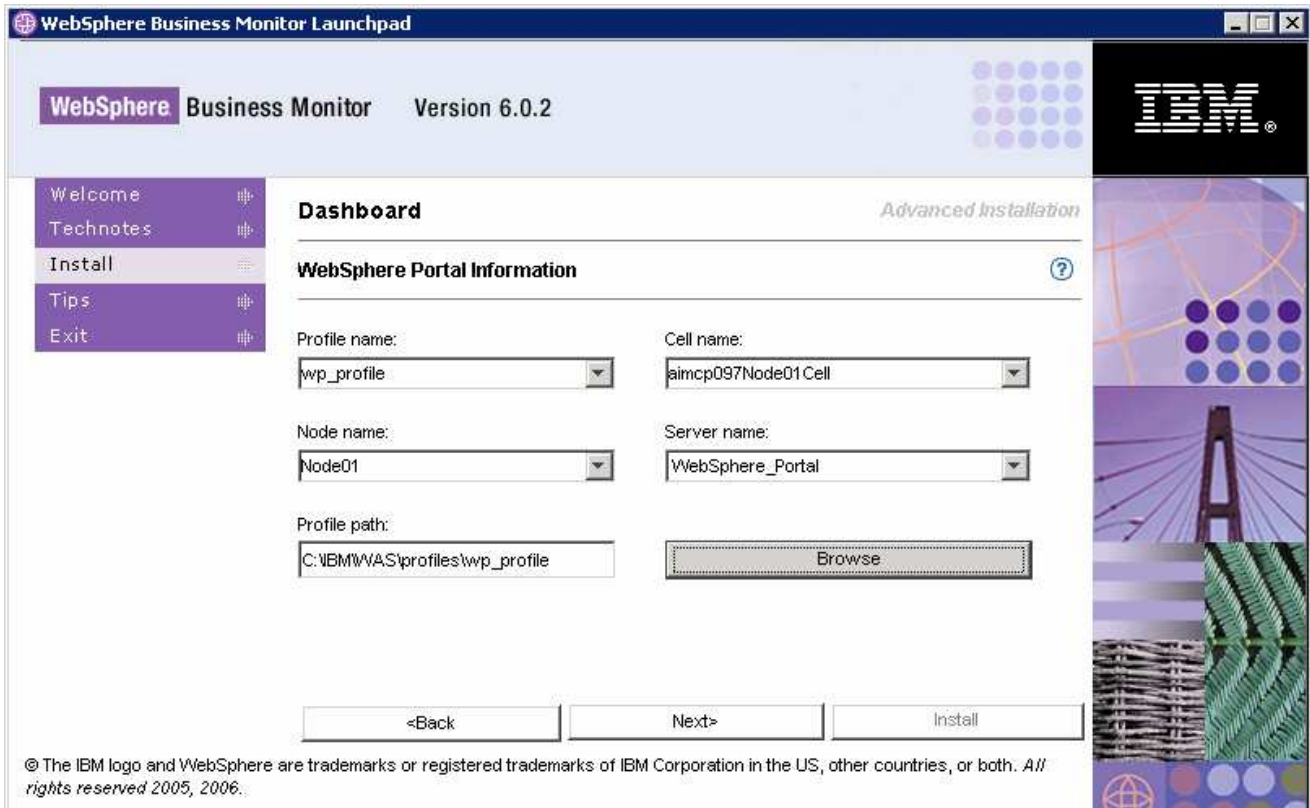 WebSphere Business Monitor Launchpad
WebSphere. Business Monitor Version 6.0.2
IBM®
Welcome
Technotes
Install
Tips
Exit
Dashboard
Advanced Installation
WebSphere Portal Information
?
Profile name:
Cell name:
wp_profile
aimcp097Node01Cell
Node name:
Server name:
Node01
WebSphere_Portal
Profile path:
C:\IBM\WAS\profiles\wp_profile
Browse
<Back
Next>
Install
© The IBM logo and WebSphere are trademarks or registered trademarks of IBM Corporation in the US, other countries, or both. All
rights reserved 2005, 2006.